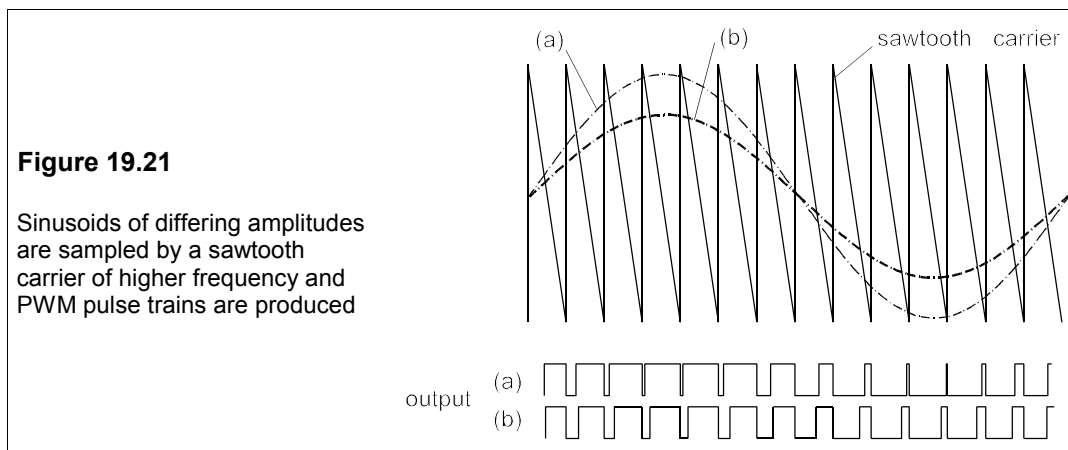 Figure 19.21
Sinusoids of differing amplitudes
are sampled by a sawtooth
carrier of higher frequency and
PWM pulse trains are produced
(a)
(b)
sawtooth carrier
output
(a)
(b)